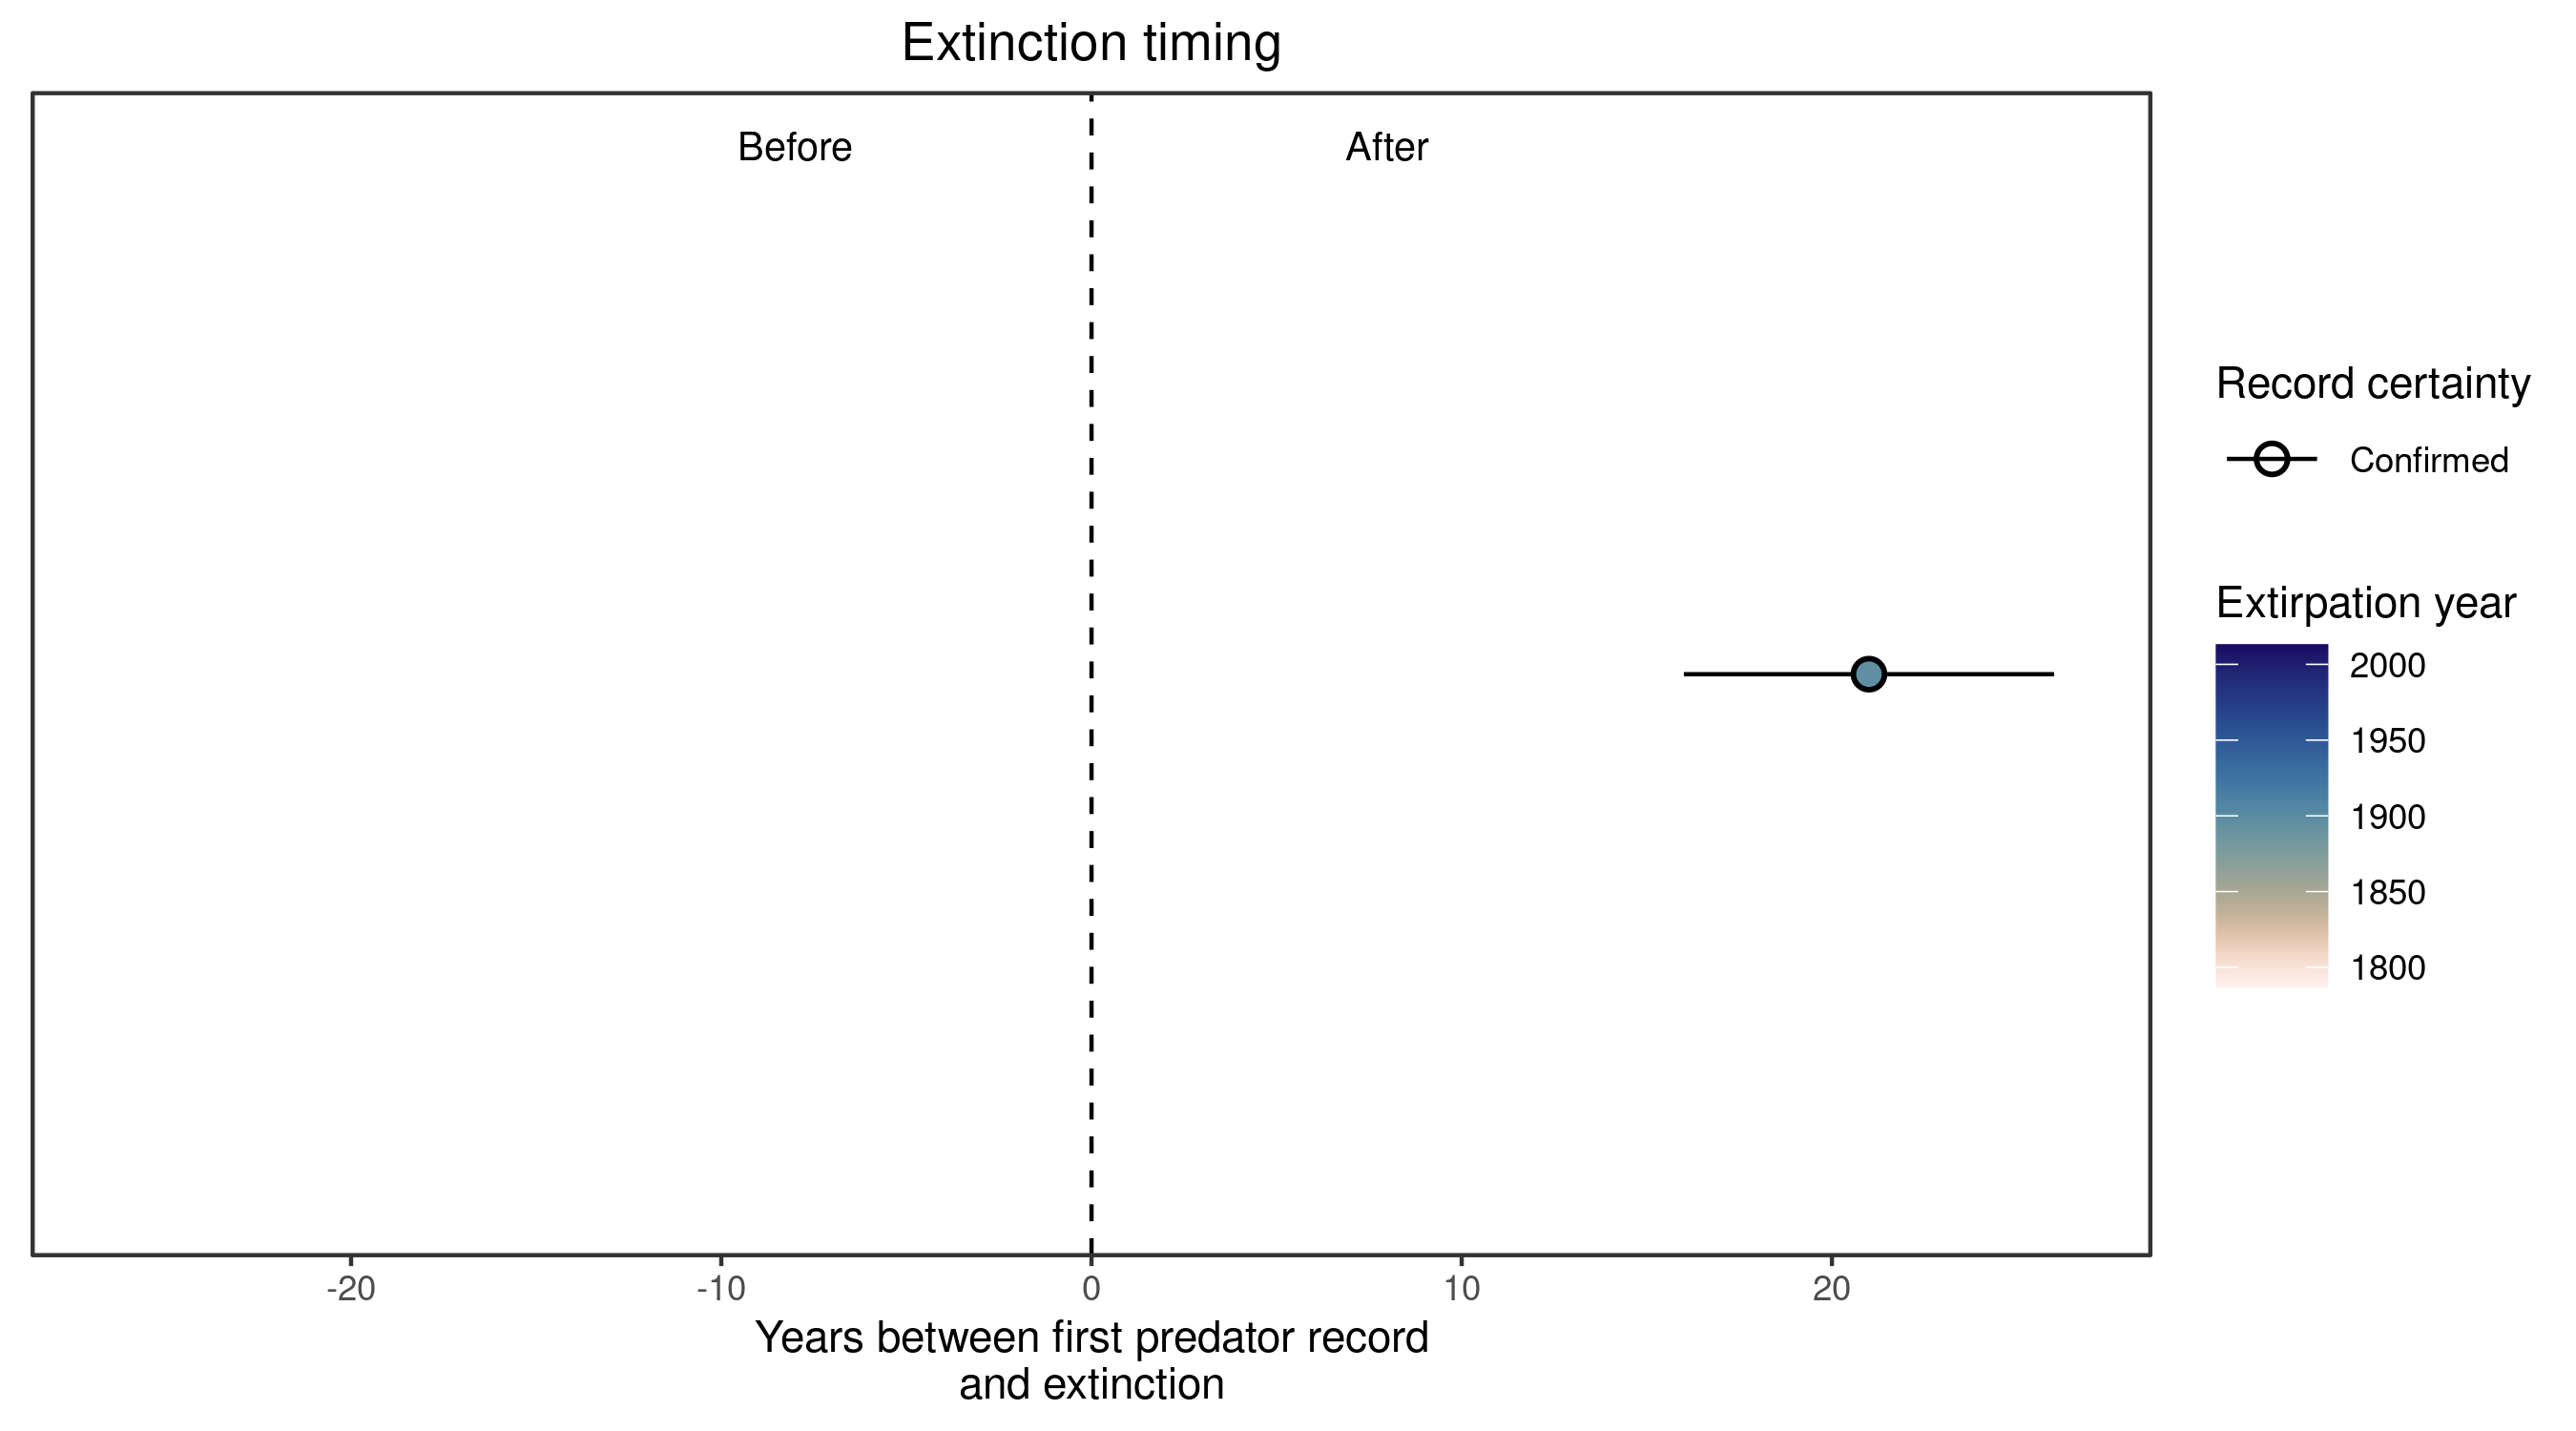 Extinction timing
Before
After
Record certainty
Confirmed
Extirpation year
2000
1950
1900
1850
1800
-20
-10
0
10
20
Years between first predator record
and extinction